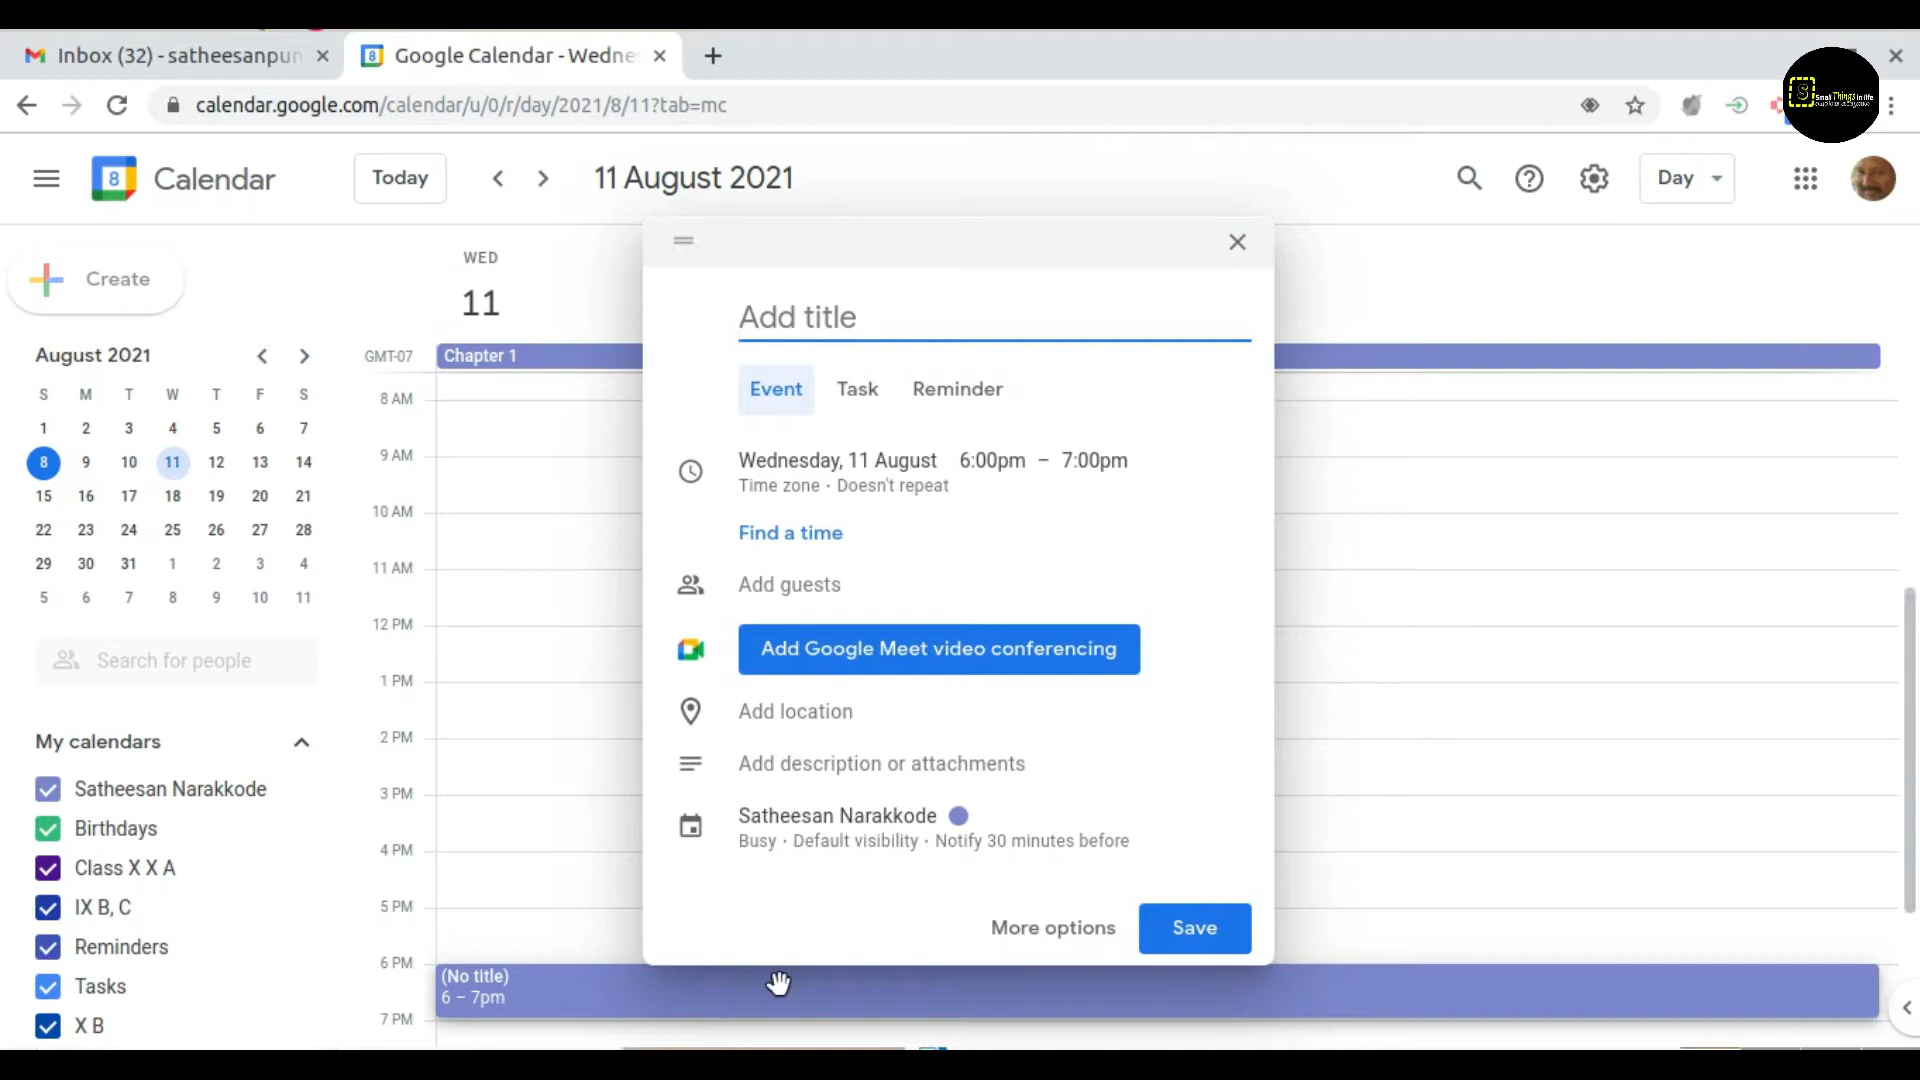 Inbox (32) - satheesanpun
Google Calendar - Wednes
calendar.google.com/calendar/u/0/r/day/2021/8/11?tab=mc
S
Small Things in life
8
Calendar
Today
11 August 2021
Day
Create
WED
11
August 2021
S M T W T F S
1 2 3 4 5 6 7
8 9 10 11 12 13 14
15 16 17 18 19 20 21
22 23 24 25 26 27 28
29 30 31 1 2 3 4
5 6 7 8 9 10 11
Search for people
My calendars
Satheesan Narakkode
Birthdays
Class X X A
IX B, C
Reminders
Tasks
X B
GMT-07
Chapter 1
8 AM
9 AM
10 AM
11 AM
12 PM
1 PM
2 PM
3 PM
4 PM
5 PM
6 PM
7 PM
(No title)
6 – 7pm
Add title
Event Task Reminder
Wednesday, 11 August 6:00pm – 7:00pm
Time zone · Doesn't repeat
Find a time
Add guests
Add Google Meet video conferencing
Add location
Add description or attachments
Satheesan Narakkode
Busy · Default visibility · Notify 30 minutes before
More options
Save